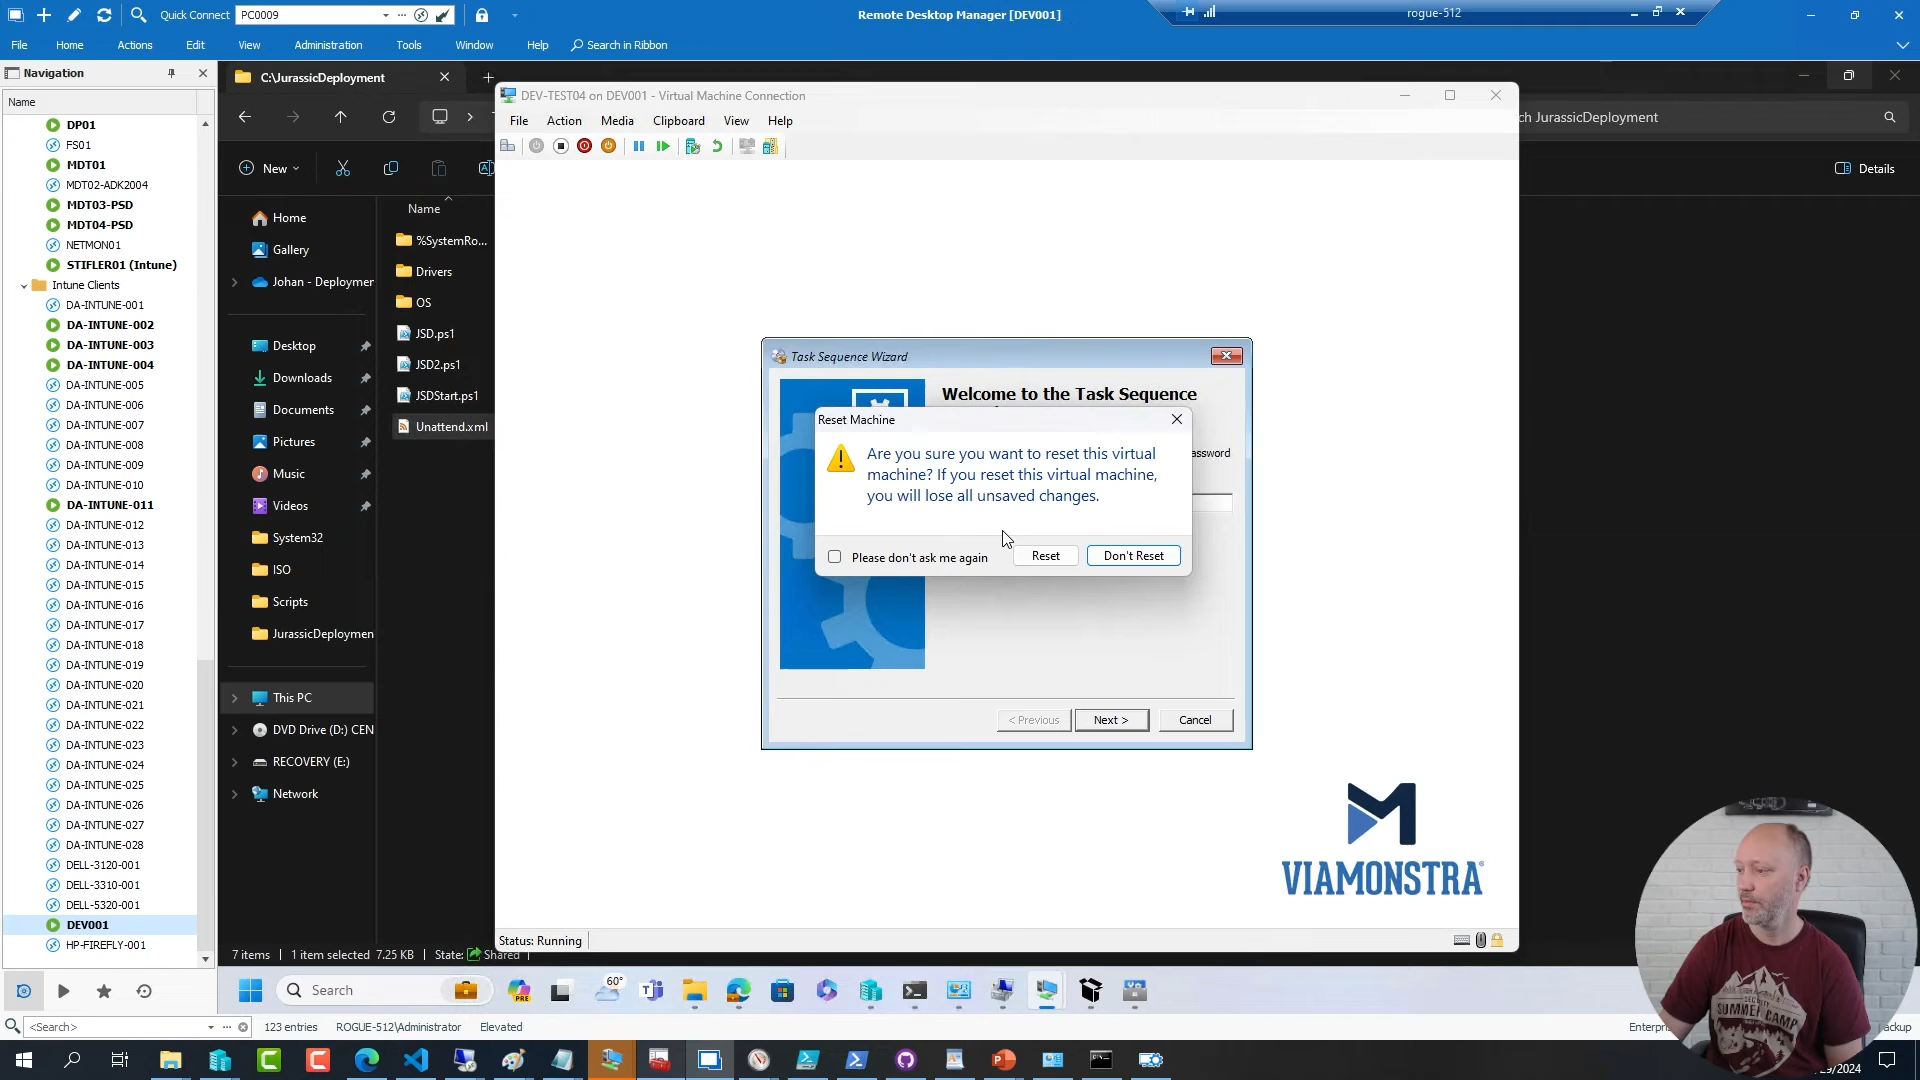 Quick Connect
PC0009
Remote Desktop Manager [DEV001]
rogue-512
File
Home
Actions
Edit
View
Administration
Tools
Window
Help
Search in Ribbon
Navigation
Name
DP01
FS01
MDT01
MDT02-ADK2004
MDT03-PSD
MDT04-PSD
NETMON01
STIFLER01 (Intune)
Intune Clients
DA-INTUNE-001
DA-INTUNE-002
DA-INTUNE-003
DA-INTUNE-004
DA-INTUNE-005
DA-INTUNE-006
DA-INTUNE-007
DA-INTUNE-008
DA-INTUNE-009
DA-INTUNE-010
DA-INTUNE-011
DA-INTUNE-012
DA-INTUNE-013
DA-INTUNE-014
DA-INTUNE-015
DA-INTUNE-016
DA-INTUNE-017
DA-INTUNE-018
DA-INTUNE-019
DA-INTUNE-020
DA-INTUNE-021
DA-INTUNE-022
DA-INTUNE-023
DA-INTUNE-024
DA-INTUNE-025
DA-INTUNE-026
DA-INTUNE-027
DA-INTUNE-028
DELL-3120-001
DELL-3310-001
DELL-5320-001
DEV001
HP-FIREFLY-001
C:\JurassicDeployment
ch JurassicDeployment
New
Details
Home
Gallery
Johan - Deploymen
Desktop
Downloads
Documents
Pictures
Music
Videos
System32
ISO
Scripts
JurassicDeploymen
This PC
DVD Drive (D:) CEN
RECOVERY (E:)
Network
Name
%SystemRo...
Drivers
OS
JSD.ps1
JSD2.ps1
JSDStart.ps1
Unattend.xml
7 items
1 item selected 7.25 KB
State:
Shared
DEV-TEST04 on DEV001 - Virtual Machine Connection
File
Action
Media
Clipboard
View
Help
Task Sequence Wizard
Welcome to the Task Sequence
assword
Reset Machine
Are you sure you want to reset this virtual
machine? If you reset this virtual machine,
you will lose all unsaved changes.
Please don't ask me again
Reset
Don't Reset
< Previous
Next >
Cancel
VIAMONSTRA
Status: Running
Search
PRE
60°
<Search>
123 entries
ROGUE-512\Administrator
Elevated
Enterpri
ackup
SUMMER CAMP
/29/2024